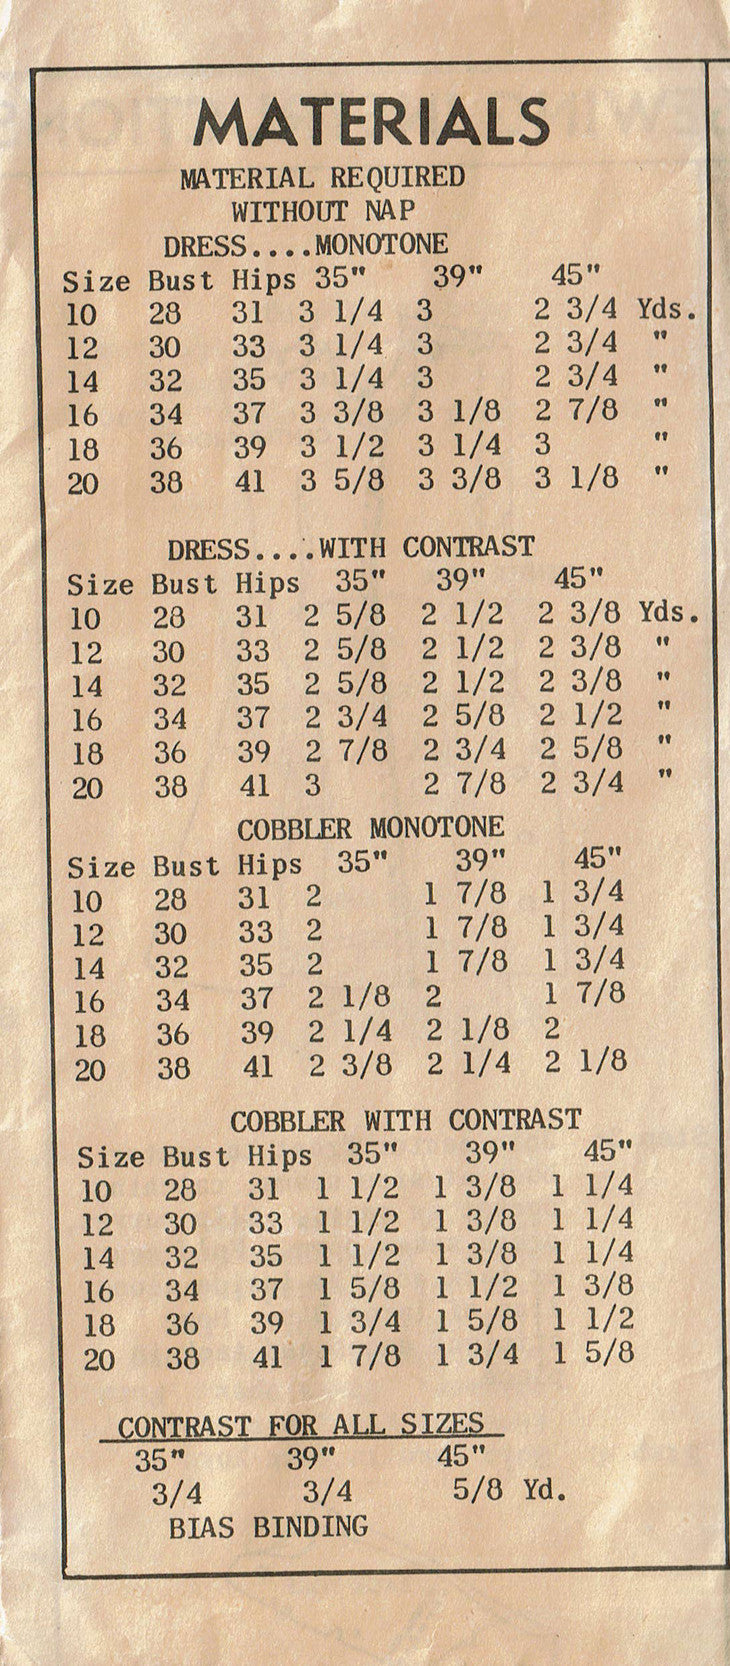 MATERIALS
MATERIAL REQUIRED
WITHOUT NAP
DRESS....MONOTONE
Size Bust Hips 35" 39" 45"
10 28 31 3 1/4 3 2 3/4 Yds.
12 30 33 3 1/4 3 2 3/4 "
14 32 35 3 1/4 3 2 3/4 "
16 34 37 3 3/8 3 1/8 2 7/8 "
18 36 39 3 1/2 3 1/4 3 "
20 38 41 3 5/8 3 3/8 3 1/8 "
DRESS....WITH CONTRAST
Size Bust Hips 35" 39" 45"
10 28 31 2 5/8 2 1/2 2 3/8 Yds.
12 30 33 2 5/8 2 1/2 2 3/8 "
14 32 35 2 5/8 2 1/2 2 3/8 "
16 34 37 2 3/4 2 5/8 2 1/2 "
18 36 39 2 7/8 2 3/4 2 5/8 "
20 38 41 3 2 7/8 2 3/4 "
COBBLER MONOTONE
Size Bust Hips 35" 39" 45"
10 28 31 2 1 7/8 1 3/4
12 30 33 2 1 7/8 1 3/4
14 32 35 2 1 7/8 1 3/4
16 34 37 2 1/8 2 1 7/8
18 36 39 2 1/4 2 1/8 2
20 38 41 2 3/8 2 1/4 2 1/8
COBBLER WITH CONTRAST
Size Bust Hips 35" 39" 45"
10 28 31 1 1/2 1 3/8 1 1/4
12 30 33 1 1/2 1 3/8 1 1/4
14 32 35 1 1/2 1 3/8 1 1/4
16 34 37 1 5/8 1 1/2 1 3/8
18 36 39 1 3/4 1 5/8 1 1/2
20 38 41 1 7/8 1 3/4 1 5/8
CONTRAST FOR ALL SIZES
35" 39" 45"
3/4 3/4 5/8 Yd.
BIAS BINDING